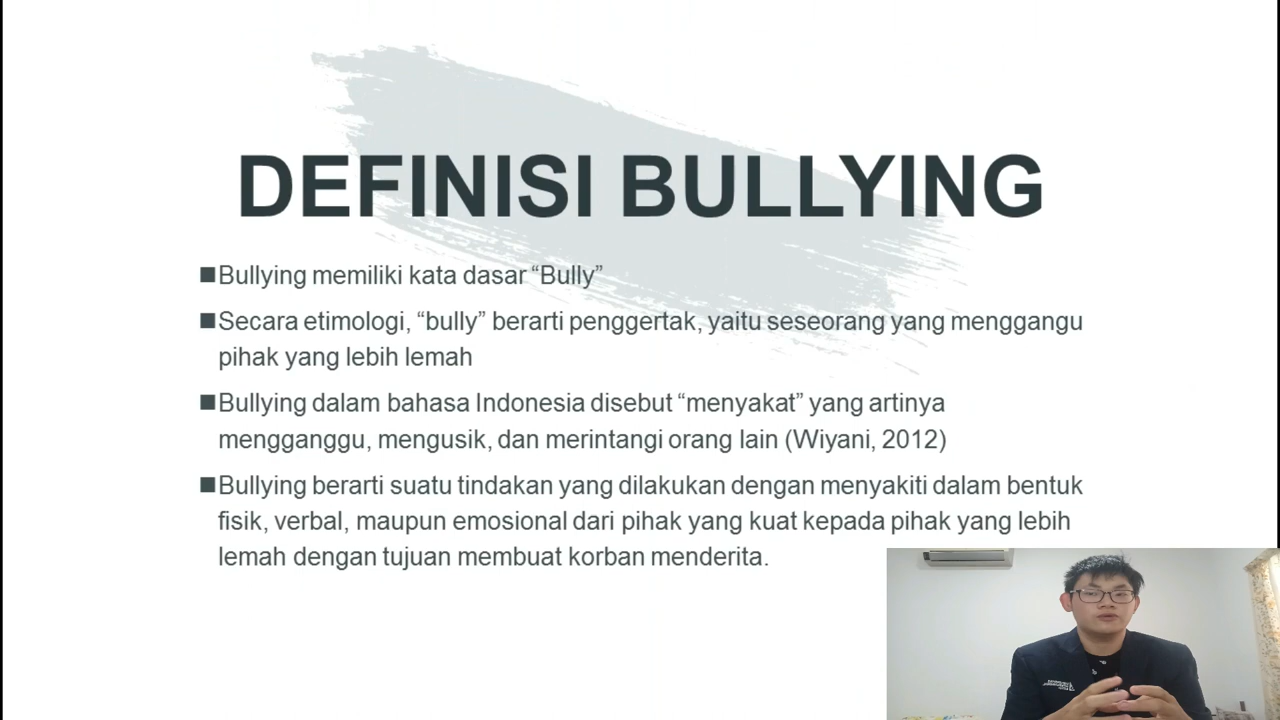 DEFINISI BULLYING
■Bullying memiliki kata dasar “Bully”
■Secara etimologi, “bully” berarti penggertak, yaitu seseorang yang menggangu
pihak yang lebih lemah
■Bullying dalam bahasa Indonesia disebut “menyakat” yang artinya
mengganggu, mengusik, dan merintangi orang lain (Wiyani, 2012)
■Bullying berarti suatu tindakan yang dilakukan dengan menyakiti dalam bentuk
fisik, verbal, maupun emosional dari pihak yang kuat kepada pihak yang lebih
lemah dengan tujuan membuat korban menderita.